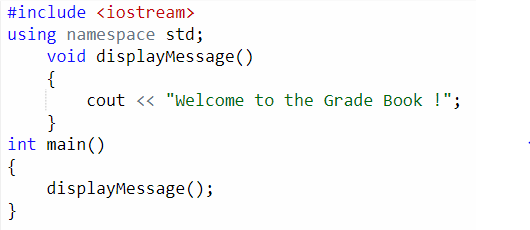 #include <iostream>
using namespace std;
    void displayMessage()
    {
        cout << "Welcome to the Grade Book !";
    }
int main()
{
    displayMessage();
}